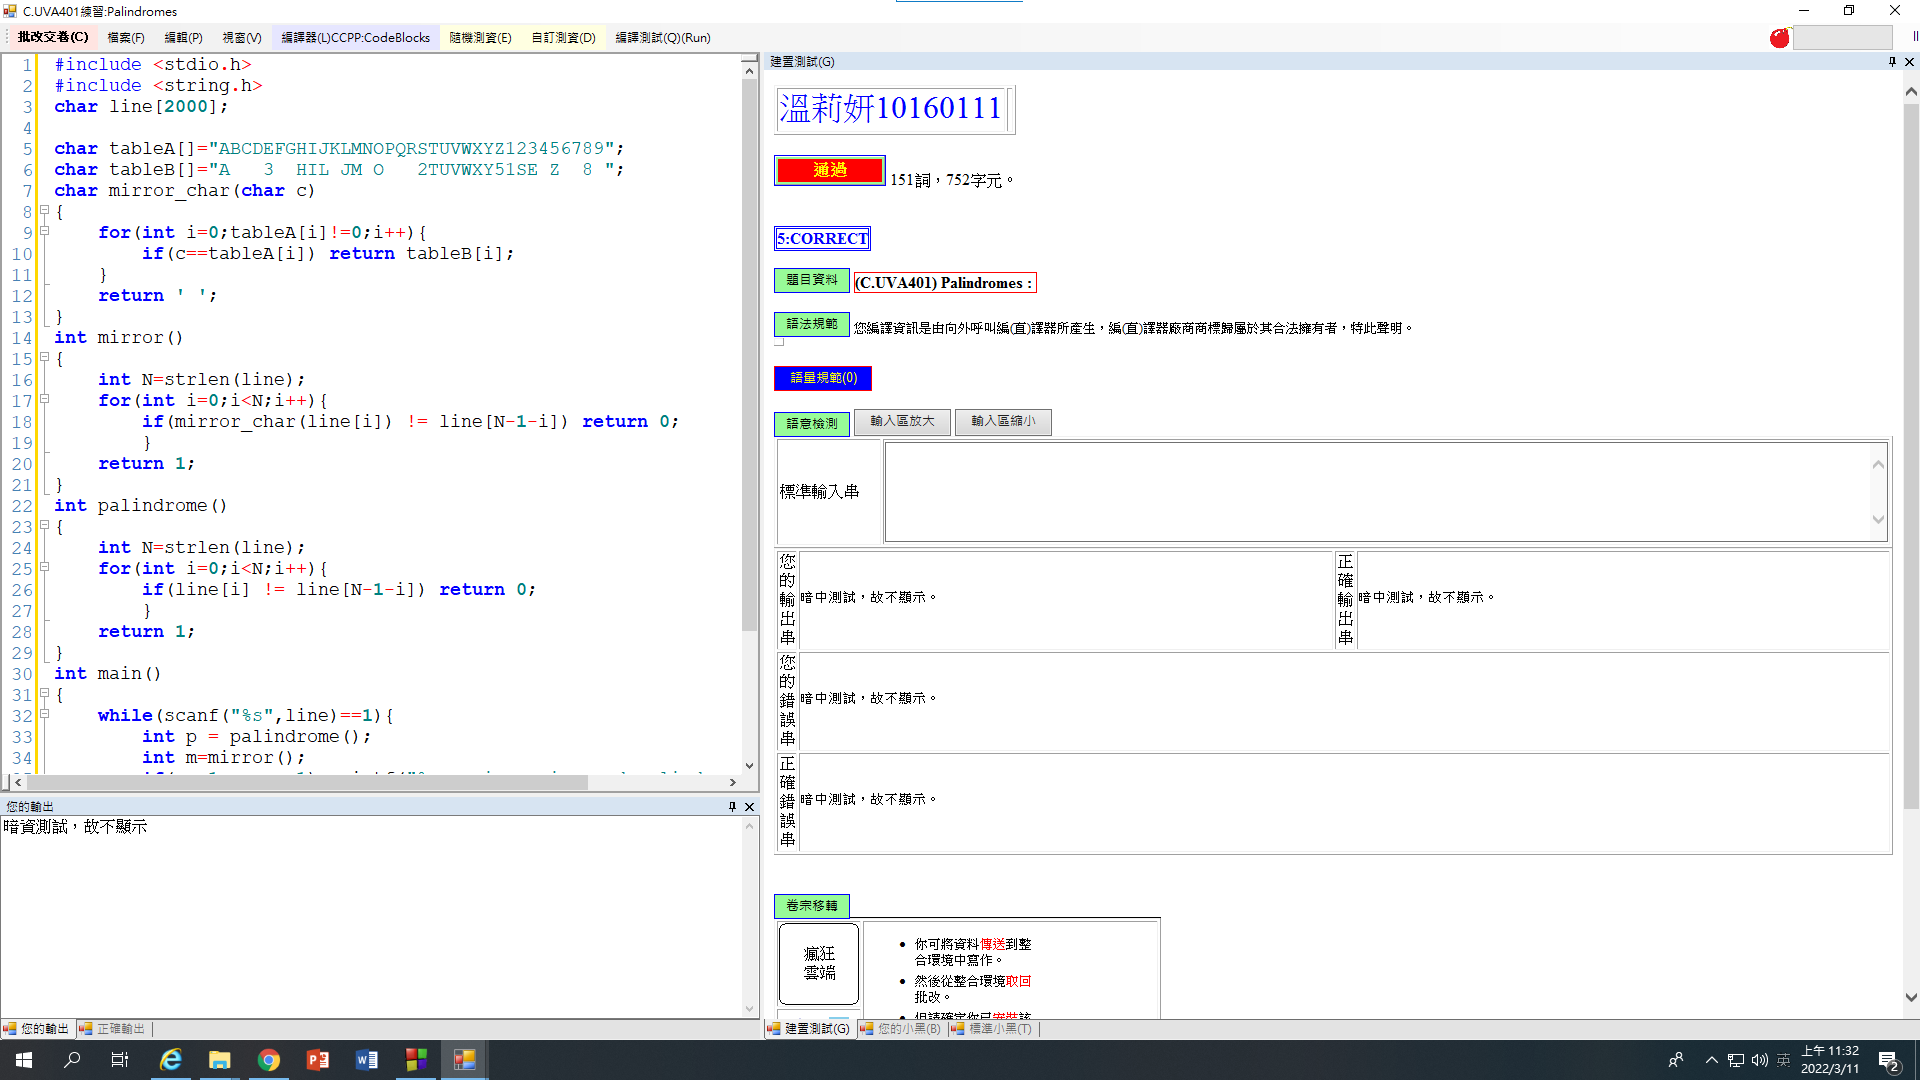 C.UVA401練習:Palindromes
批改交卷(C) 檔案(F) 編輯(P) 視窗(V) 編譯器(L)CCPP:CodeBlocks 隨機測資(E) 自訂測資(D) 編譯測試(Q)(Run)
1 #include <stdio.h>
2 #include <string.h>
3 char line[2000];
4
5 char tableA[]="ABCDEFGHIJKLMNOPQRSTUVWXYZ123456789";
6 char tableB[]="A   3  HIL JM O   2TUVWXY51SE Z  8 ";
7 char mirror_char(char c)
8 {
9     for(int i=0;tableA[i]!=0;i++){
10         if(c==tableA[i]) return tableB[i];
11     }
12     return ' ';
13 }
14 int mirror()
15 {
16     int N=strlen(line);
17     for(int i=0;i<N;i++){
18         if(mirror_char(line[i]) != line[N-1-i]) return 0;
19         }
20     return 1;
21 }
22 int palindrome()
23 {
24     int N=strlen(line);
25     for(int i=0;i<N;i++){
26         if(line[i] != line[N-1-i]) return 0;
27         }
28     return 1;
29 }
30 int main()
31 {
32     while(scanf("%s",line)==1){
33         int p = palindrome();
34         int m=mirror();
您的輸出
暗資測試，故不顯示
您的輸出 正確輸出
建置測試(G)
溫莉妍10160111
通過 151詞，752字元。
5:CORRECT
題目資料 (C.UVA401) Palindromes :
語法規範 您編譯資訊是由向外呼叫編(直)譯器所產生，編(直)譯器廠商商標歸屬於其合法擁有者，特此聲明。
語量規範(0)
語意檢測 輸入區放大 輸入區縮小
標準輸入串
您的輸出串 暗中測試，故不顯示。 正確輸出串 暗中測試，故不顯示。
您的錯誤串 暗中測試，故不顯示。
正確錯誤串 暗中測試，故不顯示。
卷宗移轉
瘋狂
雲端
• 你可將資料傳送到整
合環境中寫作。
• 然後從整合環境取回
批改。
建置測試(G) 您的小黑(B) 標準小黑(T)
英
上午 11:32
2022/3/11
2